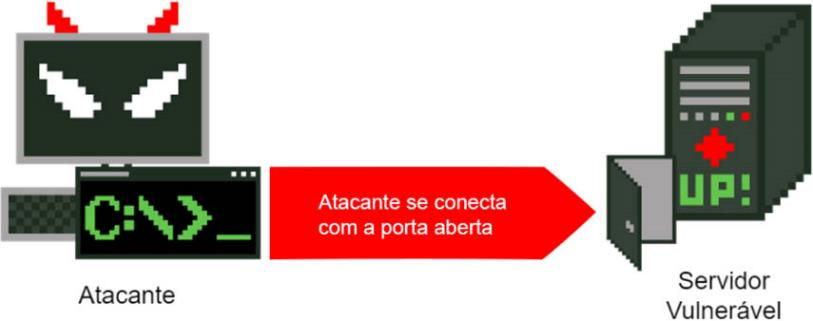 C:\>_
Atacante se conecta
com a porta aberta
UP!
Atacante
Servidor
Vulnerável